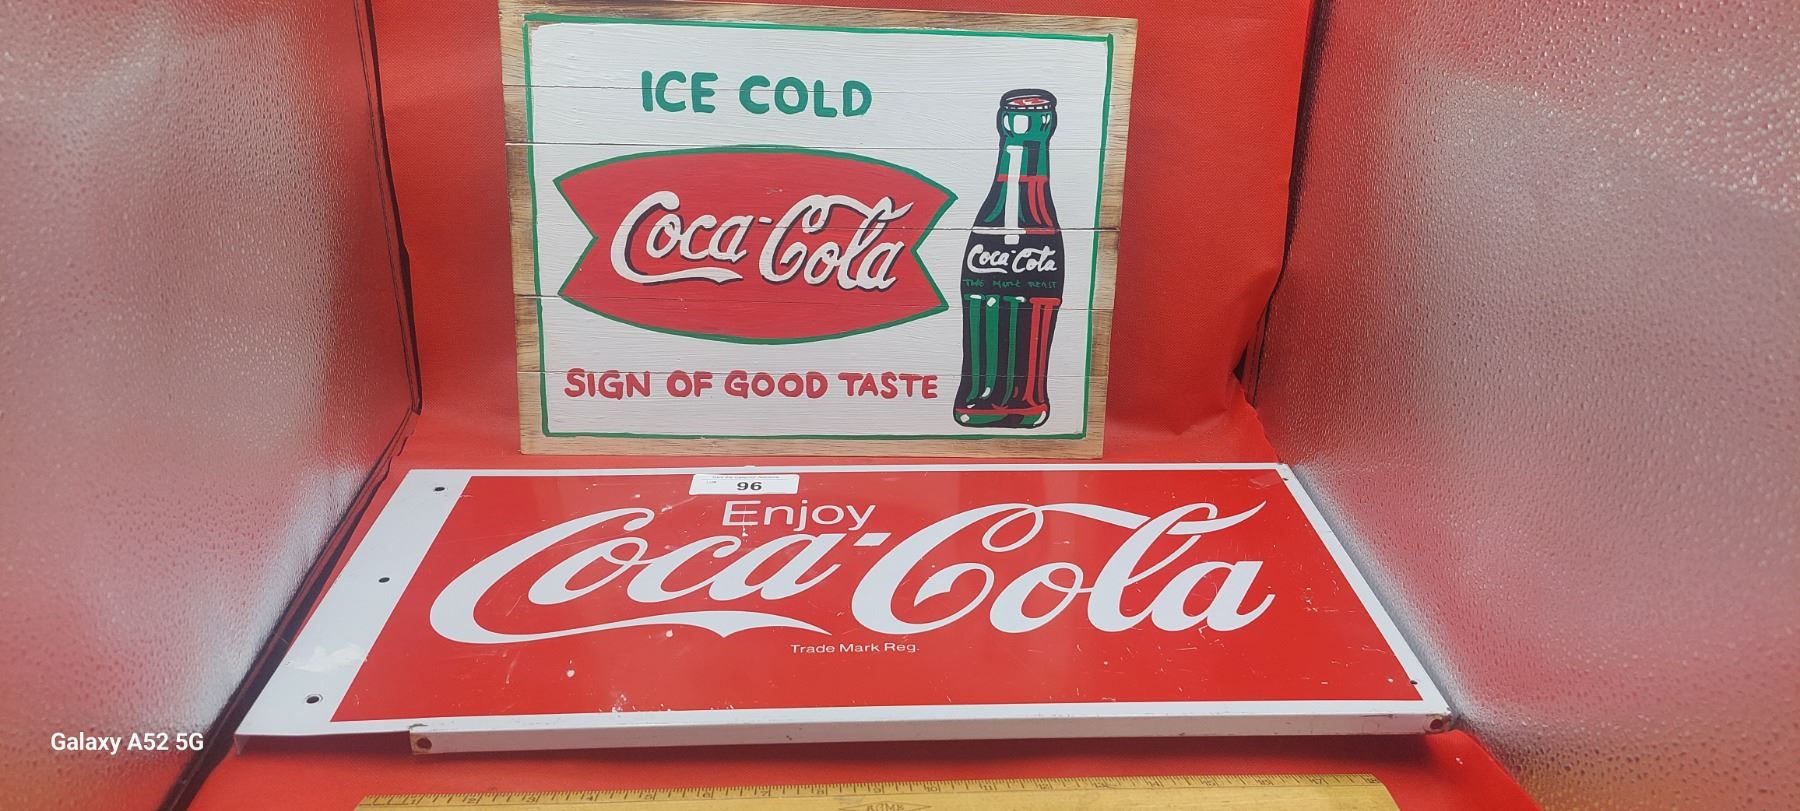 ICE COLD
Coca-Cola
Coca-Cola
SIGN OF GOOD TASTE
96
Enjoy
Coca-Cola
Trade Mark Reg.
Galaxy A52 5G
ACME